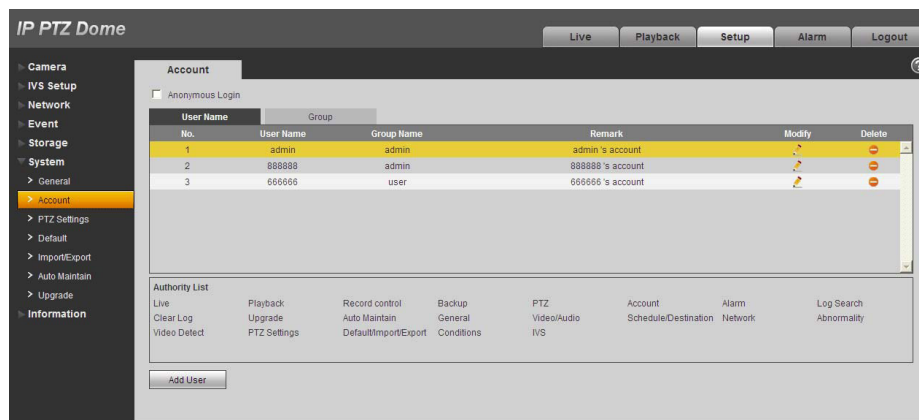 IP PTZ Dome
Live Playback Setup Alarm Logout
Camera
IVS Setup
Network
Event
Storage
System
> General
> Account
> PTZ Settings
> Default
> Import/Export
> Auto Maintain
> Upgrade
Information
Account
Anonymous Login
User Name Group
No. User Name Group Name Remark Modify Delete
1 admin admin admin 's account
2 888888 admin 888888 's account
3 666666 user 666666 's account
Authority List
Live Playback Record control Backup PTZ Account Alarm Log Search
Clear Log Upgrade Auto Maintain General Video/Audio Schedule/Destination Network Abnormality
Video Detect PTZ Settings Default/Import/Export Conditions IVS
Add User